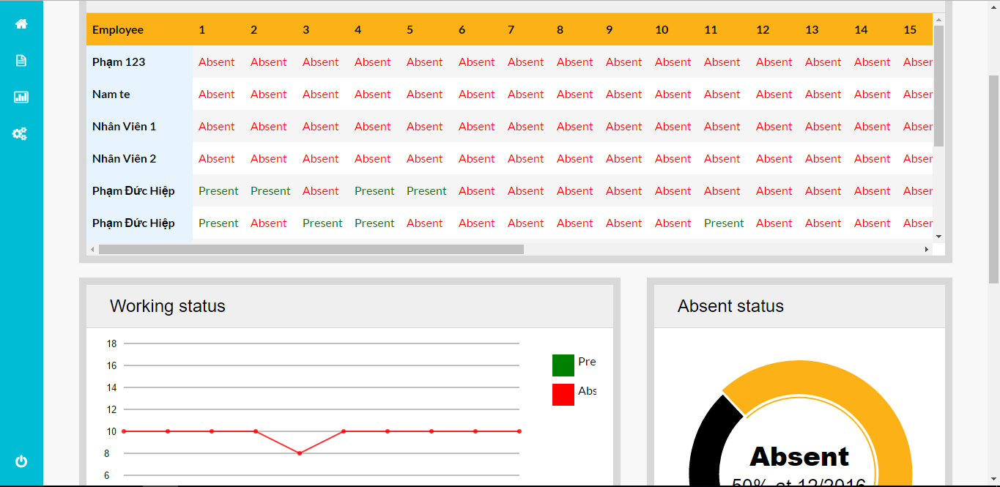 Employee 1 2 3 4 5 6 7 8 9 10 11 12 13 14 15
Phạm 123 Absent Absent Absent Absent Absent Absent Absent Absent Absent Absent Absent Absent Absent Absent Absen
Nam te Absent Absent Absent Absent Absent Absent Absent Absent Absent Absent Absent Absent Absent Absent Absen
Nhân Viên 1 Absent Absent Absent Absent Absent Absent Absent Absent Absent Absent Absent Absent Absent Absent Absen
Nhân Viên 2 Absent Absent Absent Absent Absent Absent Absent Absent Absent Absent Absent Absent Absent Absent Absen
Phạm Đức Hiệp Present Present Absent Present Present Absent Absent Absent Absent Absent Absent Absent Absent Absent Absen
Phạm Đức Hiệp Present Absent Present Present Absent Absent Absent Absent Absent Absent Present Absent Absent Absent Absen
Working status
Absent status
18
16
14
12
10
8
6
Pre
Abs
Absent
50% at 12/2016